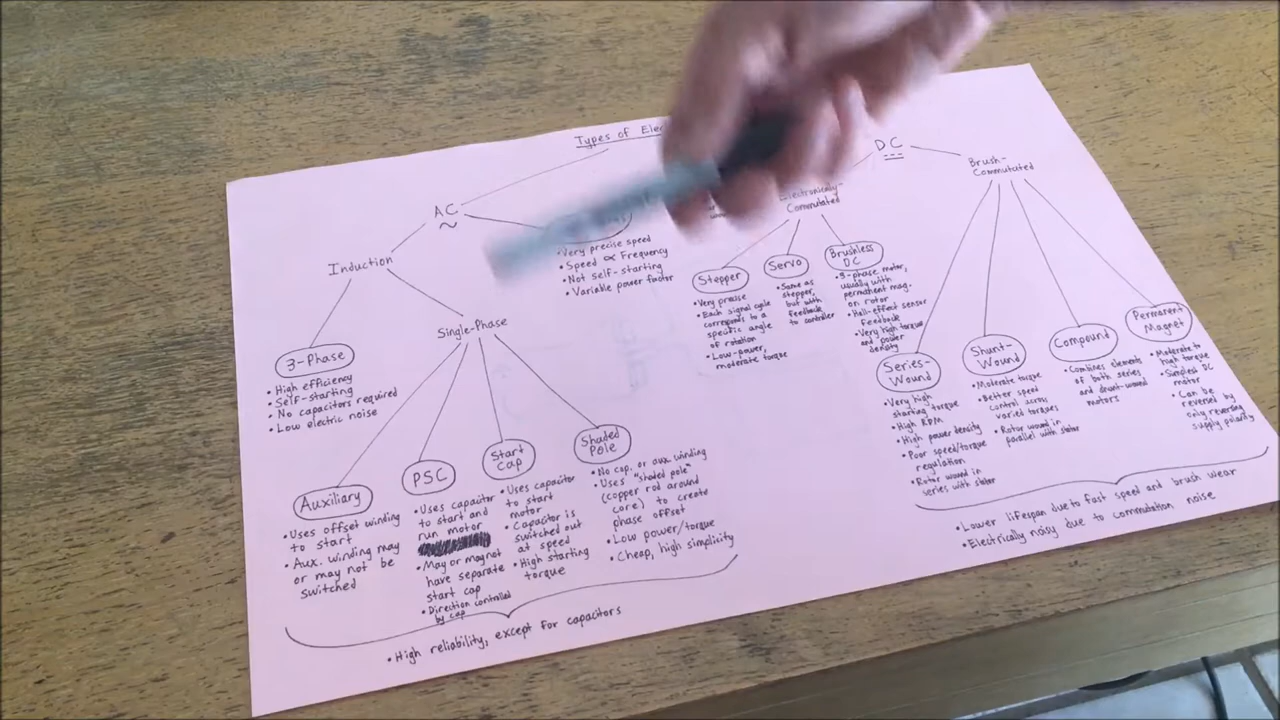 Types of
AC
~
DC
Induction
Single-Phase
3-Phase
• High efficiency
• Self-starting
• No capacitors required
• Low electric noise
Auxiliary
• Uses offset winding
to start
• Aux. winding may
or may not be
switched
PSC
• Uses capacitor
to start and
run motor
• May or may not
have separate
start cap
• Direction controlled
by cap
Start
Cap
• Uses capacitor
to start
motor
• Capacitor is
switched out
at speed
• High starting
torque
Shaded
Pole
• No cap. or aux. winding
• Uses "shaded pole"
(copper rod around
core) to create
phase offset
• Low power/torque
• Cheap, high simplicity
• High reliability, except for capacitors
• Very precise speed
• Speed ∝ Frequency
• Not self-starting
• Variable power factor
Electronically-
Commutated
Stepper
• Very precise
• Each signal cycle
corresponds to a
specific angle
of rotation
• Low-power,
moderate torque
Servo
• Same as
stepper,
but with
feedback
to controller
Brushless
DC
• 3-phase motor,
usually with
permanent mag.
on rotor
• Hall-effect sensor
feedback
• Very high torque
and power
density
Brush-
Commutated
Series-
Wound
• Very high
starting torque
• High RPM
• High power density
• Poor speed/torque
regulation
• Rotor wound in
series with stator
Shunt-
Wound
• Moderate torque
• Better speed
control across
varied torques
• Rotor wound in
parallel with stator
Compound
• Combines elements
of both series
and shunt-wound
motors
Permanent
Magnet
• Moderate to
high torque
• Simplest DC
motor
• Can be
reversed by
only reversing
supply polarity
• Lower lifespan due to fast speed and brush wear
• Electrically noisy due to commutation noise